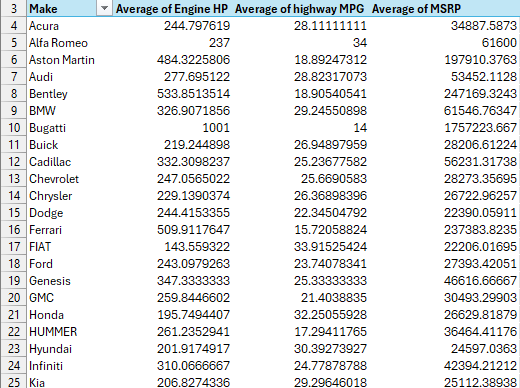 3 Make Average of Engine HP Average of highway MPG Average of MSRP
4 Acura 244.797619 28.11111111 34887.5873
5 Alfa Romeo 237 34 61600
6 Aston Martin 484.3225806 18.89247312 197910.3763
7 Audi 277.695122 28.82317073 53452.1128
8 Bentley 533.8513514 18.90540541 247169.3243
9 BMW 326.9071856 29.24550898 61546.76347
10 Bugatti 1001 14 1757223.667
11 Buick 219.244898 26.94897959 28206.61224
12 Cadillac 332.3098237 25.23677582 56231.31738
13 Chevrolet 247.0565022 25.6690583 28273.35695
14 Chrysler 229.1390374 26.36898396 26722.96257
15 Dodge 244.4153355 22.34504792 22390.05911
16 Ferrari 509.9117647 15.72058824 237383.8235
17 FIAT 143.559322 33.91525424 22206.01695
18 Ford 243.0979263 23.74078341 27393.42051
19 Genesis 347.3333333 25.33333333 46616.66667
20 GMC 259.8446602 21.4038835 30493.29903
21 Honda 195.7494407 32.25055928 26629.81879
22 HUMMER 261.2352941 17.29411765 36464.41176
23 Hyundai 201.9174917 30.39273927 24597.0363
24 Infiniti 310.0666667 24.77878788 42394.21212
25 Kia 206.8274336 29.29646018 25112.38938